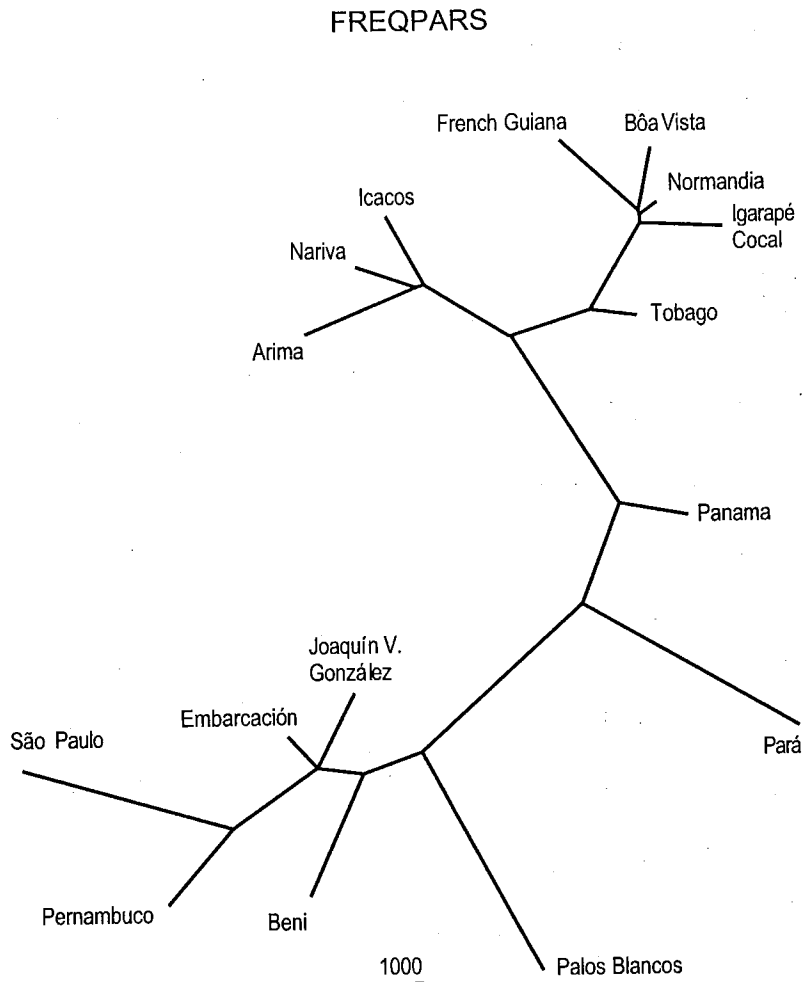 FREQPARS
French Guiana
Bôa Vista
Normandia
Igarapé
Cocal
Icacos
Nariva
Arima
Tobago
Panama
Joaquín V.
González
Embarcación
São Paulo
Pará
Pernambuco
Beni
Palos Blancos
1000